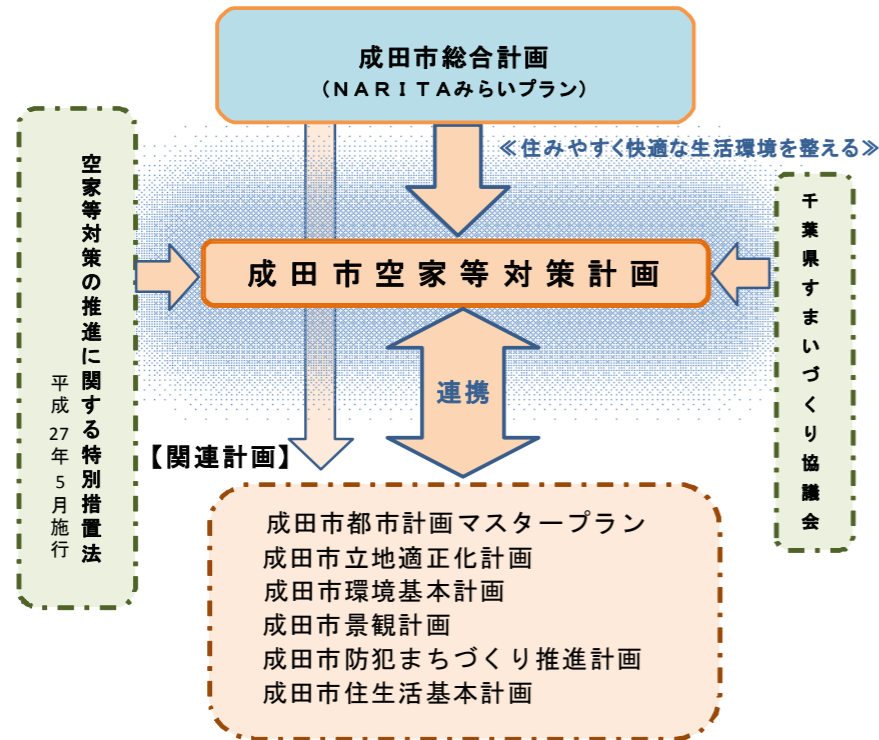 成田市総合計画
（ＮＡＲＩＴＡみらいプラン）
≪住みやすく快適な生活環境を整える≫
空家等対策の推進に関する特別措置法
平成27年5月施行
千葉県すまいづくり協議会
成田市空家等対策計画
連携
【関連計画】
成田市都市計画マスタープラン
成田市立地適正化計画
成田市環境基本計画
成田市景観計画
成田市防犯まちづくり推進計画
成田市住生活基本計画